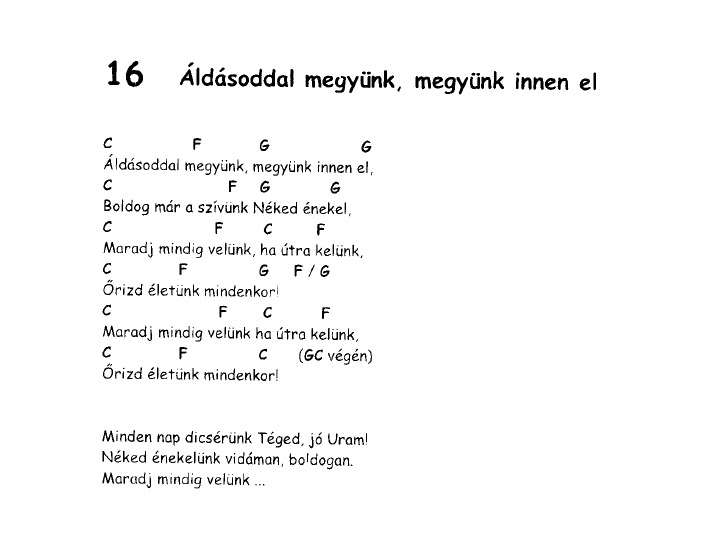 16 Áldásoddal megyünk, megyünk innen el
C F G G
Áldásoddal megyünk, megyünk innen el,
C F G G
Boldog már a szívünk Néked énekel,
C F C F
Maradj mindig velünk, ha útra kelünk,
C F G F / G
Őrizd életünk mindenkor!
C F C F
Maradj mindig velünk ha útra kelünk,
C F C (GC végén)
Őrizd életünk mindenkor!
Minden nap dicsérünk Téged, jó Uram!
Néked énekelünk vidáman, boldogan.
Maradj mindig velünk ...